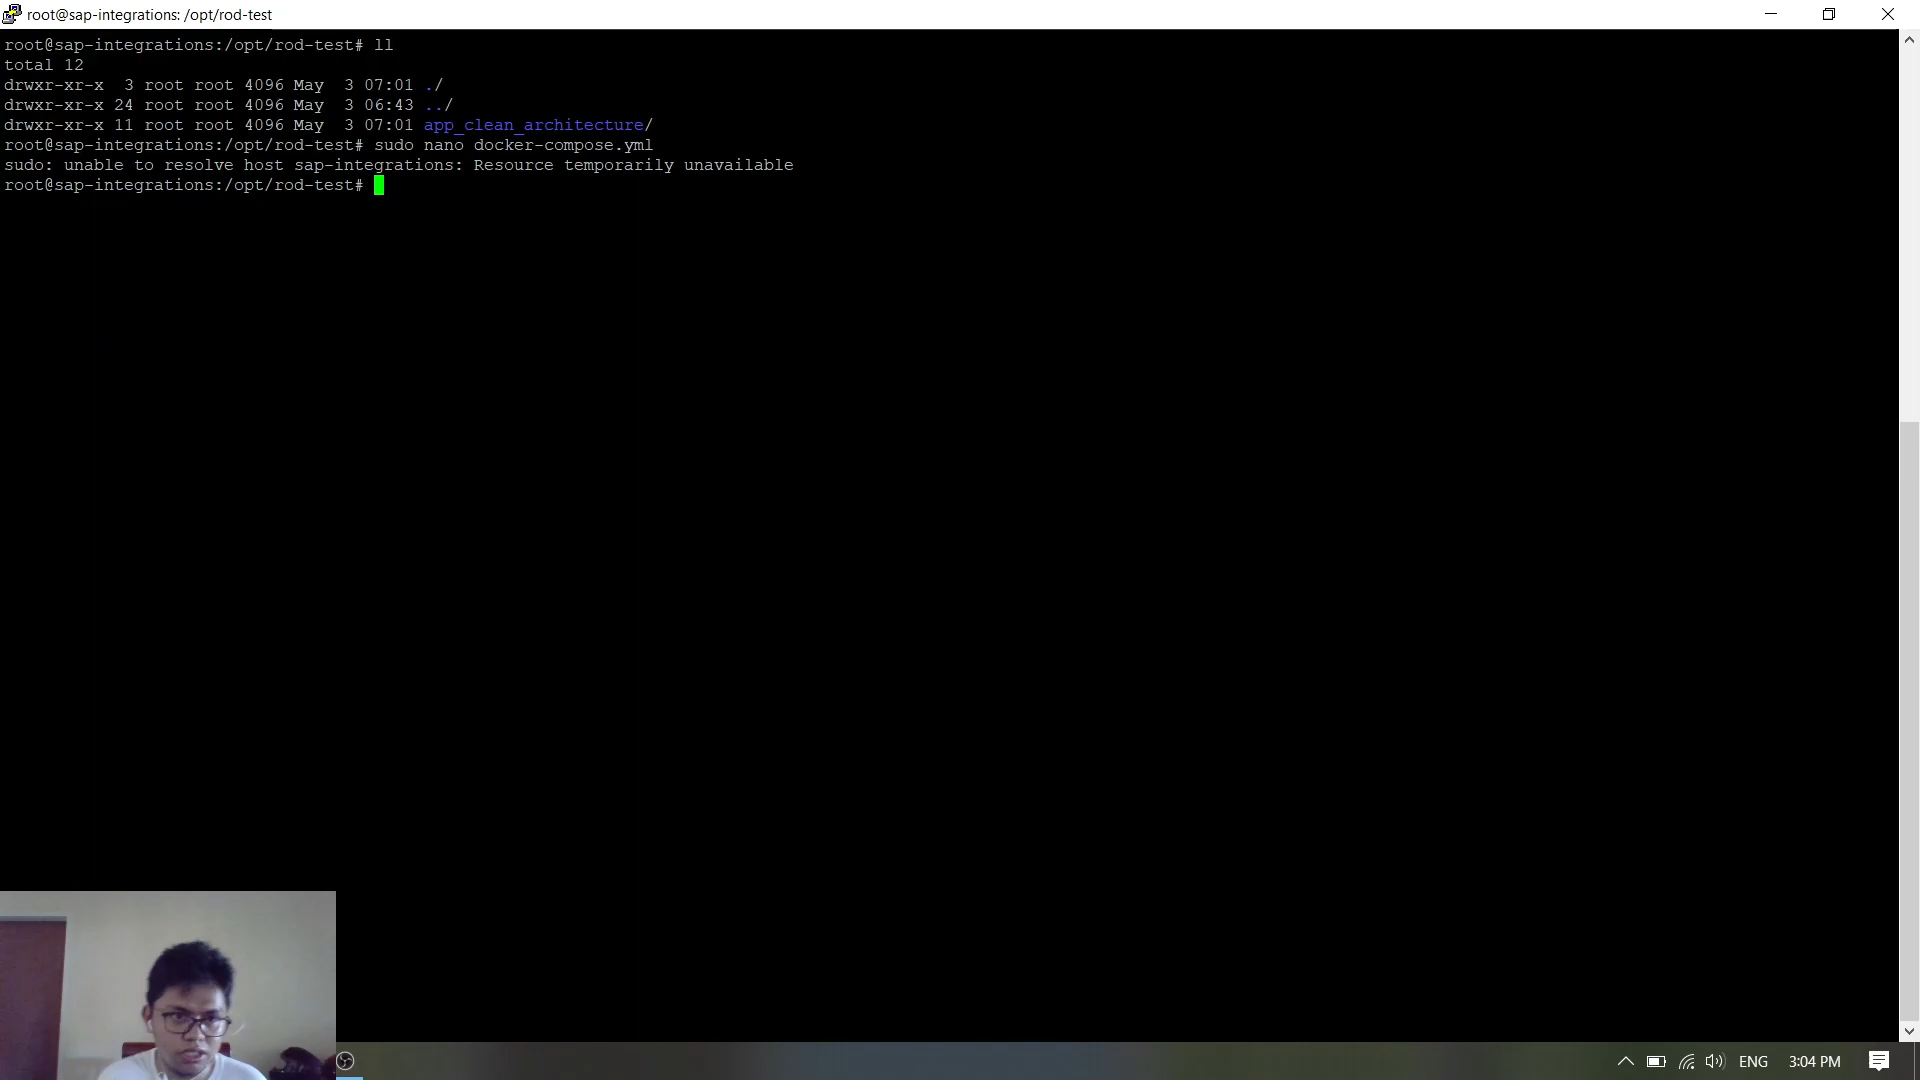 root@sap-integrations: /opt/rod-test
root@sap-integrations:/opt/rod-test# ll
total 12
drwxr-xr-x  3 root root 4096 May  3 07:01 ./
drwxr-xr-x 24 root root 4096 May  3 06:43 ../
drwxr-xr-x 11 root root 4096 May  3 07:01 app_clean_architecture/
root@sap-integrations:/opt/rod-test# sudo nano docker-compose.yml
sudo: unable to resolve host sap-integrations: Resource temporarily unavailable
root@sap-integrations:/opt/rod-test#
ENG 3:04 PM